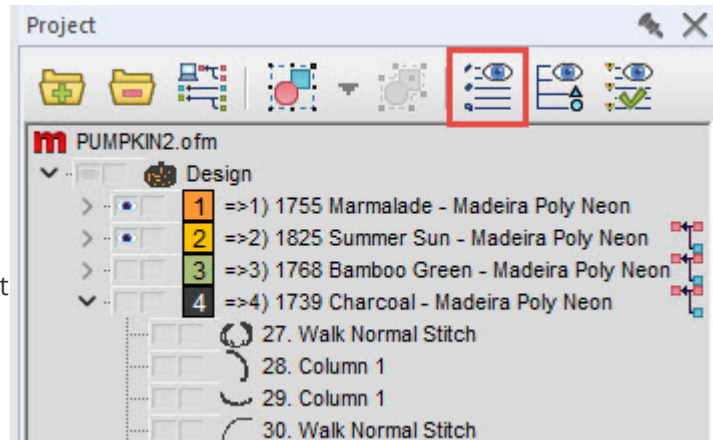 Project
m PUMPKIN2.ofm
Design
1 =>1) 1755 Marmalade - Madeira Poly Neon
2 =>2) 1825 Summer Sun - Madeira Poly Neon
3 =>3) 1768 Bamboo Green - Madeira Poly Neon
t
4 =>4) 1739 Charcoal - Madeira Poly Neon
27. Walk Normal Stitch
28. Column 1
29. Column 1
30. Walk Normal Stitch